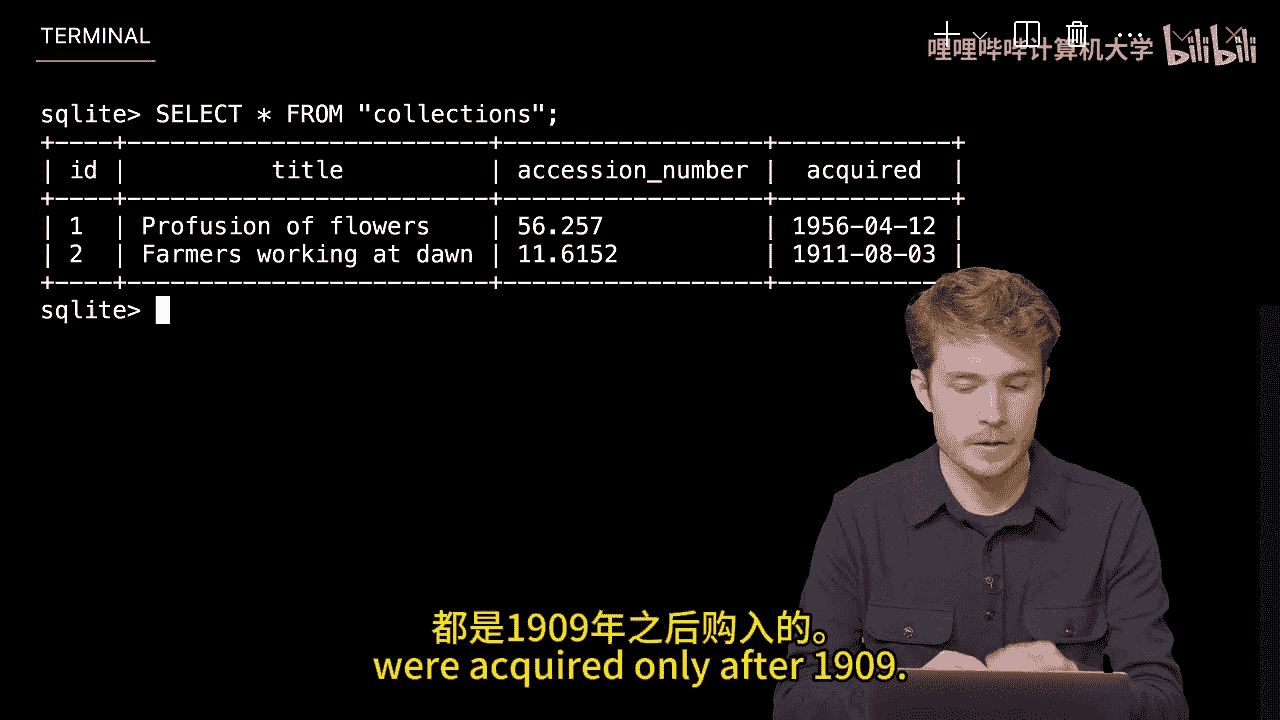 TERMINAL
哩哩哔哔计算机大学 bilibili
sqlite> SELECT * FROM "collections";
+----+-------------------------+------------------+------------+
| id |          title          | accession_number |  acquired  |
+----+-------------------------+------------------+------------+
| 1  | Profusion of flowers    | 56.257           | 1956-04-12 |
| 2  | Farmers working at dawn | 11.6152          | 1911-08-03 |
+----+-------------------------+------------------+------------+
sqlite>
都是1909年之后购入的。
were acquired only after 1909.